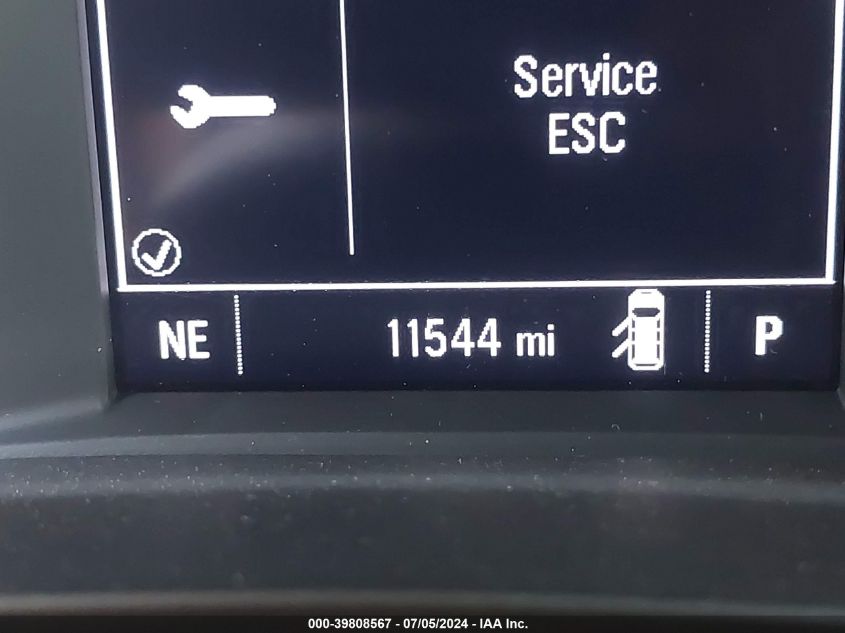 Service
ESC
NE 11544 mi P
000-39808567 - 07/05/2024 - IAA Inc.